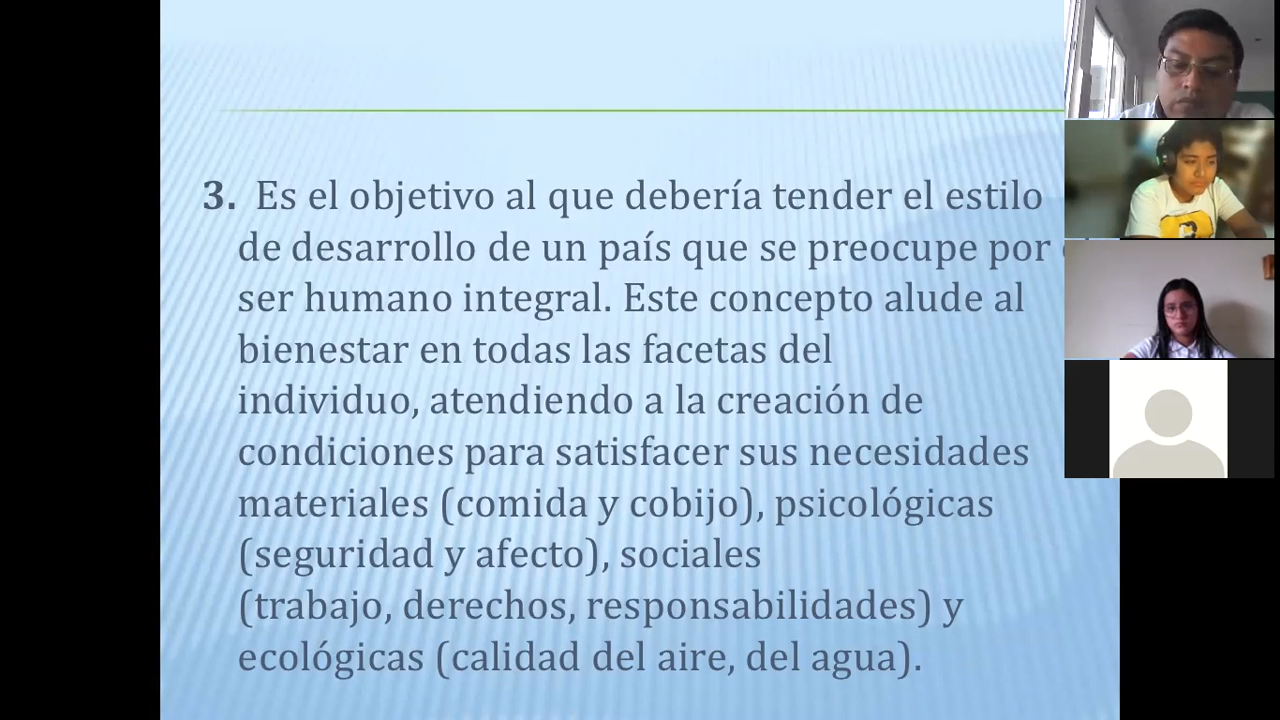 3. Es el objetivo al que debería tender el estilo
de desarrollo de un país que se preocupe por
ser humano integral. Este concepto alude al
bienestar en todas las facetas del
individuo, atendiendo a la creación de
condiciones para satisfacer sus necesidades
materiales (comida y cobijo), psicológicas
(seguridad y afecto), sociales
(trabajo, derechos, responsabilidades) y
ecológicas (calidad del aire, del agua).